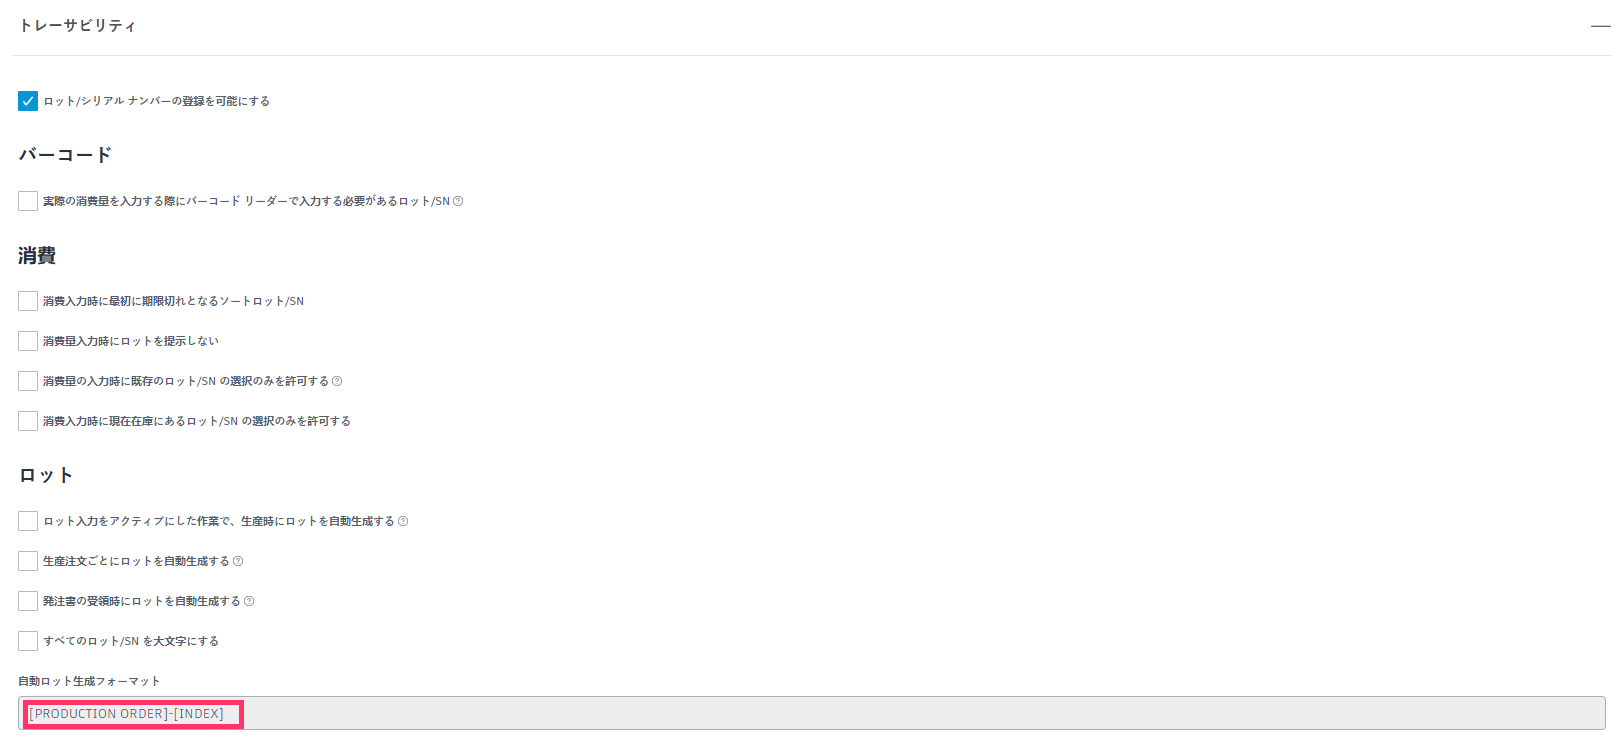 トレーサビリティ
ロット/シリアル ナンバーの登録を可能にする
バーコード
実際の消費量を入力する際にバーコード リーダーで入力する必要があるロット/SN
消費
消費入力時に最初に期限切れとなるソートロット/SN
消費量入力時にロットを提示しない
消費量の入力時に既存のロット/SN の選択のみを許可する
消費入力時に現在在庫にあるロット/SN の選択のみを許可する
ロット
ロット入力をアクティブにした作業で、生産時にロットを自動生成する
生産注文ごとにロットを自動生成する
発注書の受領時にロットを自動生成する
すべてのロット/SN を大文字にする
自動ロット生成フォーマット
[PRODUCTION ORDER]-[INDEX]